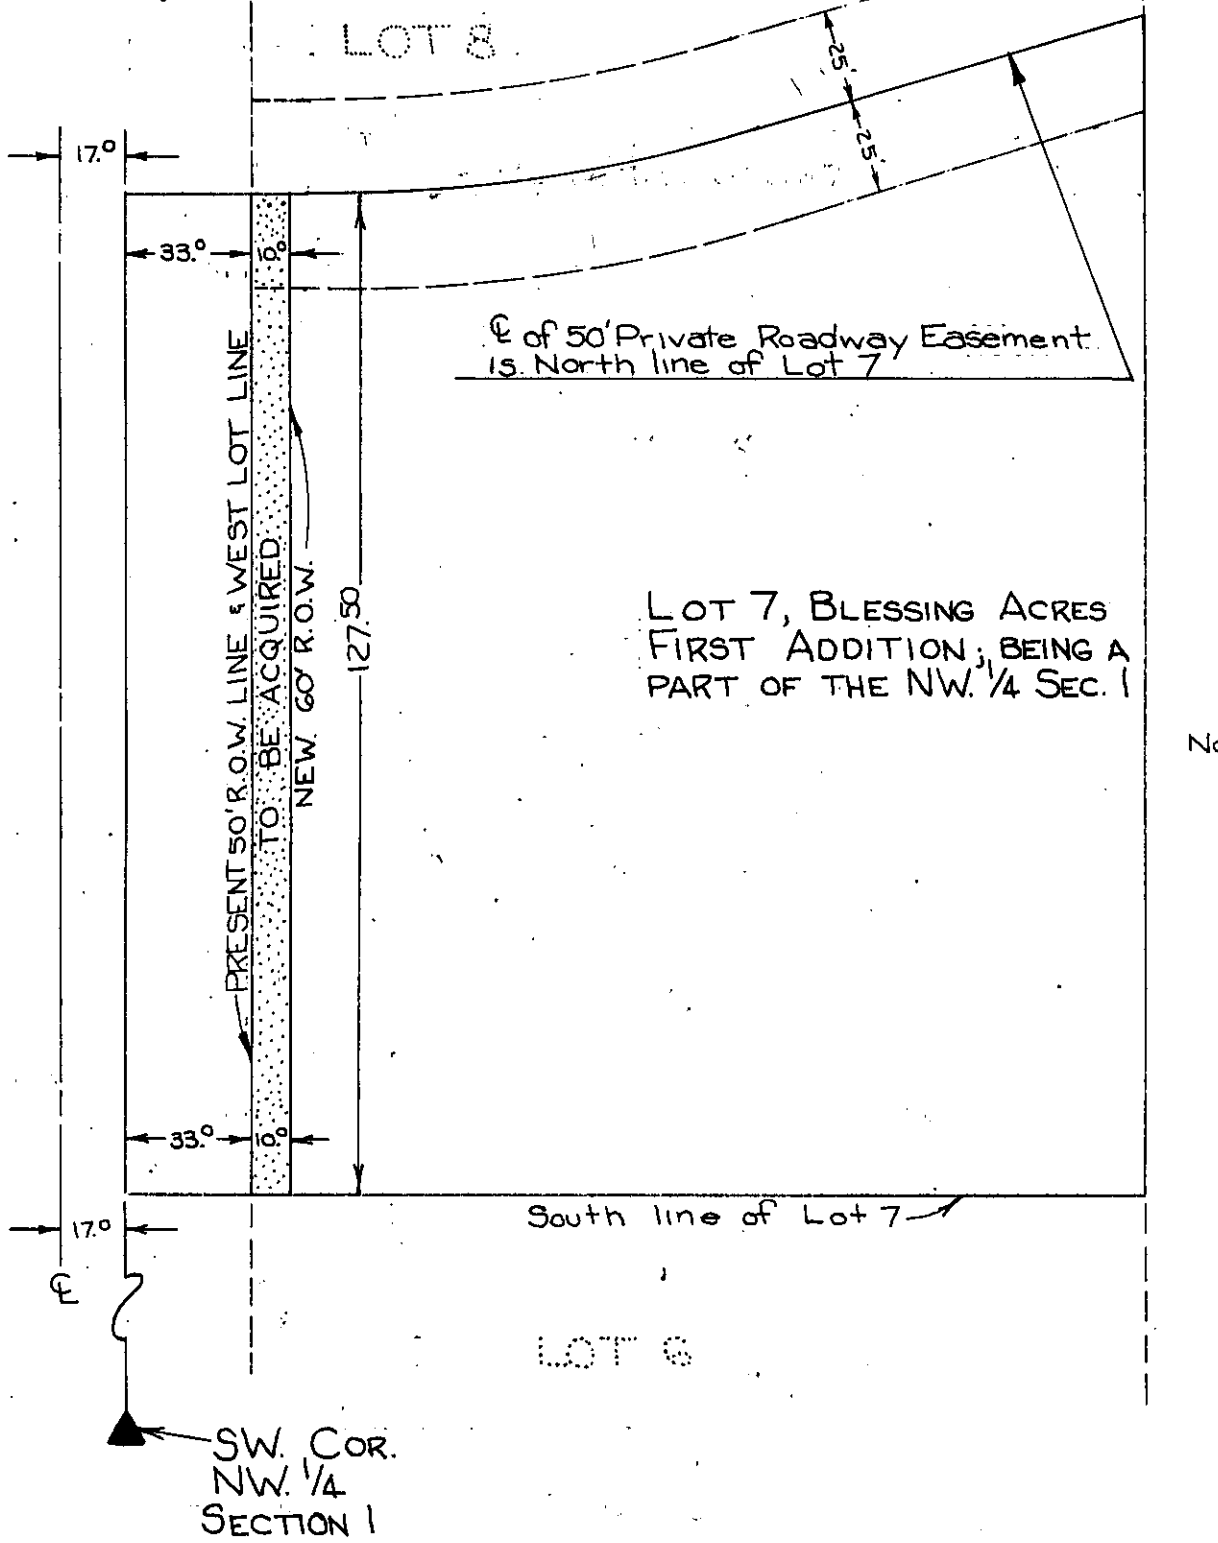 LOT 8
25'
25'
17.0
33.0
10.0
℄ of 50' Private Roadway Easement
is North line of Lot 7
PRESENT 50' R.O.W. LINE & WEST LOT LINE
TO BE ACQUIRED
NEW 60' R.O.W.
127.50
LOT 7, BLESSING ACRES
FIRST ADDITION; BEING A
PART OF THE NW. 1/4 SEC. 1
33.0
10.0
South line of Lot 7
17.0
℄
LOT 6
SW. COR.
NW. 1/4
SECTION 1